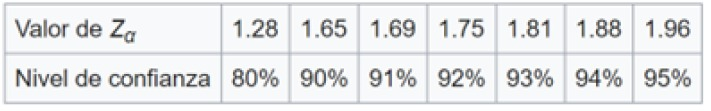 Valor de Zα 1.28 1.65 1.69 1.75 1.81 1.88 1.96
Nivel de confianza 80% 90% 91% 92% 93% 94% 95%